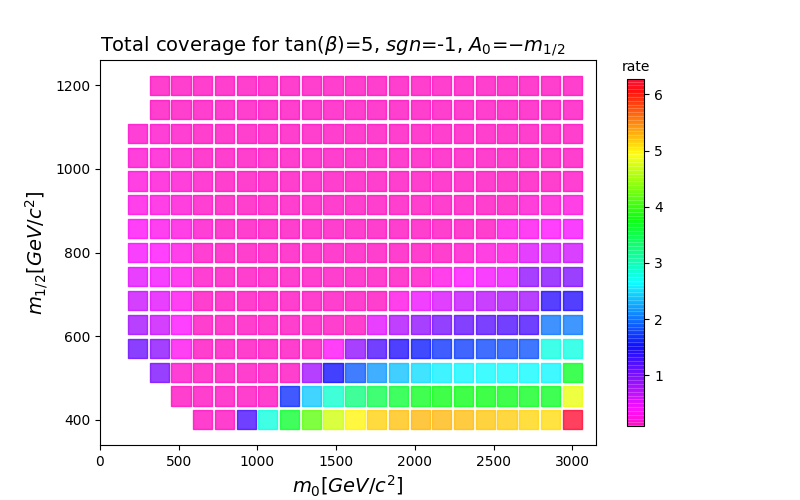 Total coverage for tan(β)=5, sgn=-1, A₀=−m₁/₂
rate
1200
1000
800
600
400
m₁/₂[GeV/c²]
6
5
4
3
2
1
0 500 1000 1500 2000 2500 3000
m₀[GeV/c²]